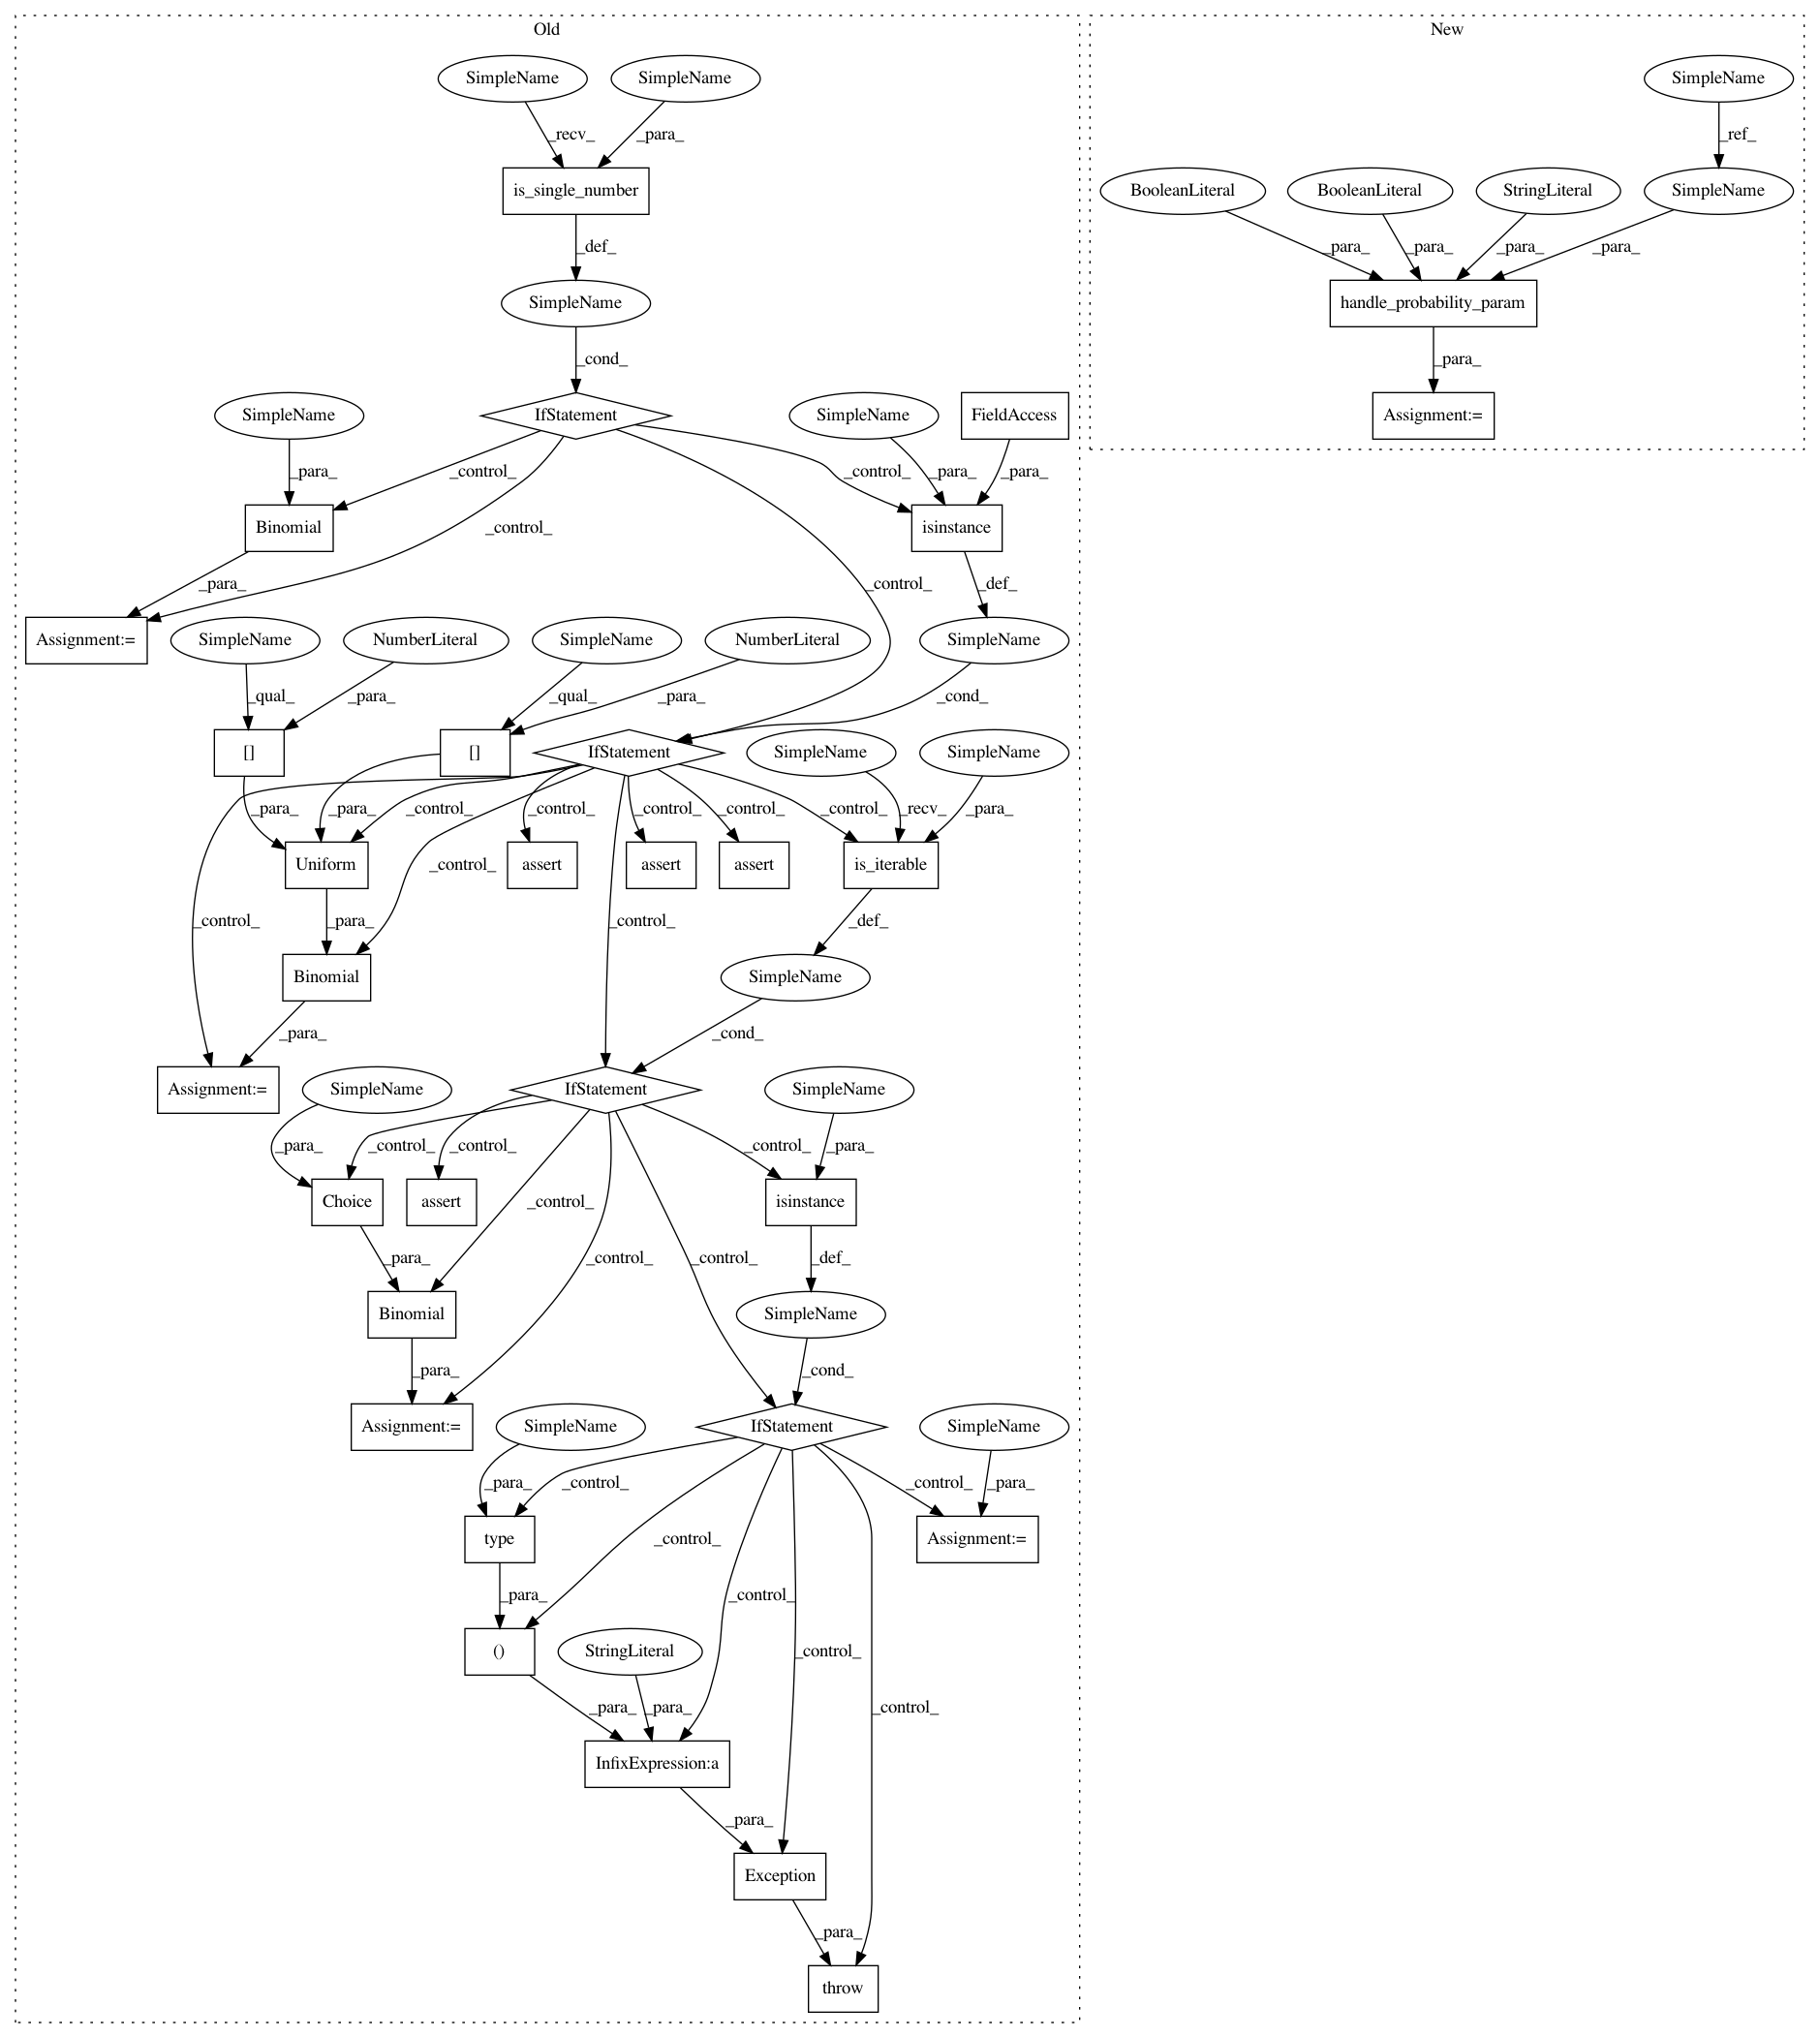 Old
New
SimpleName
SimpleName
SimpleName
_recv_
_para_
_ref_
is_single_number
BooleanLiteral
BooleanLiteral
StringLiteral
SimpleName
_def_
_para_
_para_
_para_
_para_
SimpleName
handle_probability_param
_cond_
_para_
SimpleName
IfStatement
SimpleName
FieldAccess
Assignment:=
_para_
_control_
_control_
_para_
_para_
Binomial
_control_
isinstance
_para_
_control_
_def_
Assignment:=
SimpleName
NumberLiteral
SimpleName
NumberLiteral
SimpleName
_qual_
_para_
_qual_
_para_
_cond_
[]
[]
IfStatement
SimpleName
SimpleName
_para_
_para_
_control_
_control_
_control_
_control_
_control_
_recv_
_para_
Uniform
_control_
assert
assert
assert
is_iterable
_control_
_para_
_control_
_def_
Binomial
SimpleName
_para_
_cond_
Assignment:=
SimpleName
IfStatement
SimpleName
_para_
_control_
_control_
_control_
_para_
Choice
assert
_control_
isinstance
_para_
_control_
_control_
_def_
Binomial
SimpleName
_para_
_cond_
Assignment:=
SimpleName
IfStatement
SimpleName
_para_
_control_
_control_
_para_
type
_control_
Assignment:=
_para_
_control_
()
StringLiteral
_control_
_para_
_para_
_control_
InfixExpression:a
_para_
Exception
_para_
throw